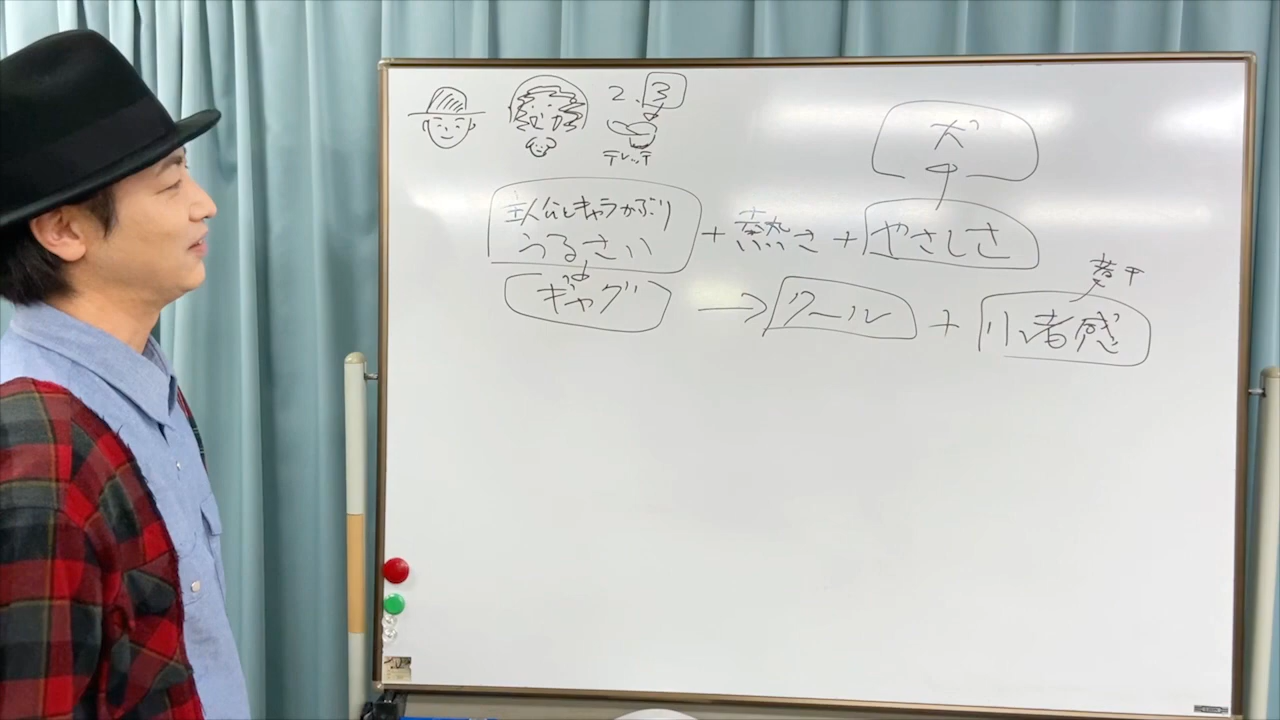 2.3
テレッテ
犬
主人公とキャラかぶり
うるさい + 熱さ + やさしさ
若干
ギャグ → クール + 小者感